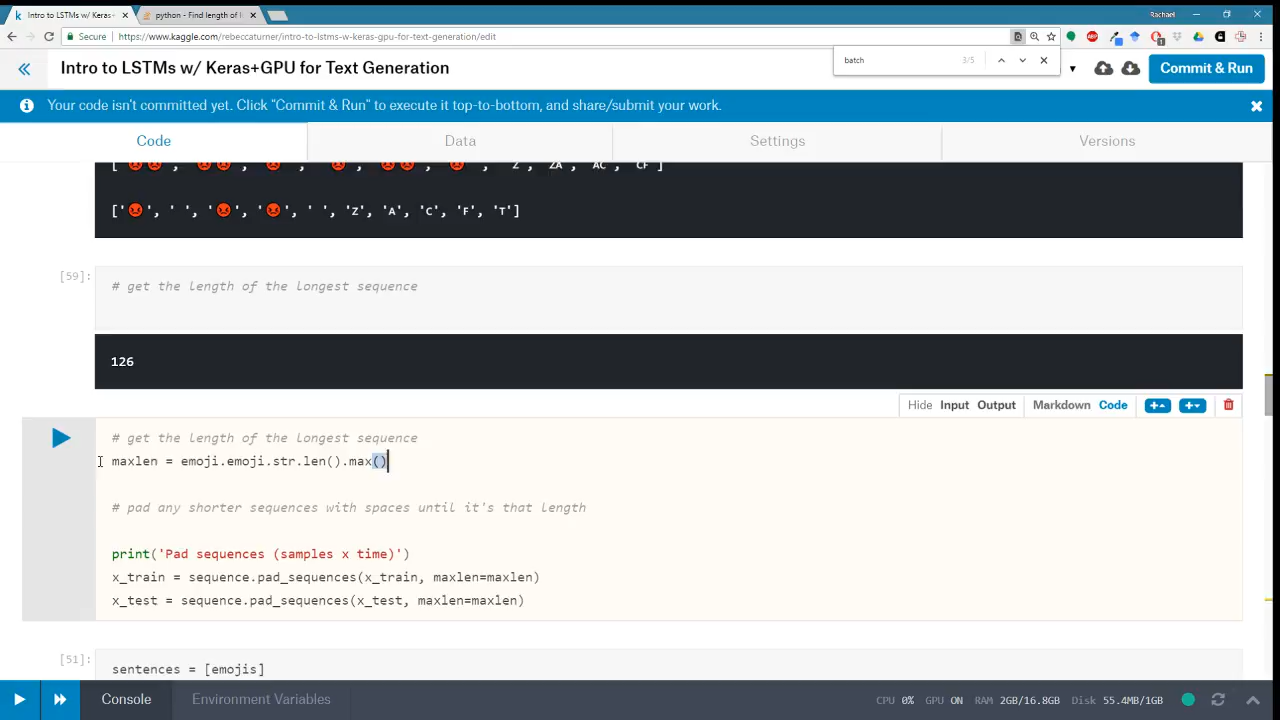 Intro to LSTMs w/ Keras+
python - Find length of l
Rachael
Secure
https://www.kaggle.com/rebeccaturner/intro-to-lstms-w-keras-gpu-for-text-generation/edit
Intro to LSTMs w/ Keras+GPU for Text Generation
batch
3/5
Commit & Run
Your code isn't committed yet. Click "Commit & Run" to execute it top-to-bottom, and share/submit your work.
Code
Data
Settings
Versions
['😡😡', '😡😡', '😡 ', ' 😡', '😡😡', '😡 ', ' Z', 'ZA', 'AC', 'CF']
['😡', ' ', '😡', '😡', ' ', 'Z', 'A', 'C', 'F', 'T']
[59]:
# get the length of the longest sequence
126
Hide Input Output Markdown Code
# get the length of the longest sequence
maxlen = emoji.emoji.str.len().max()
# pad any shorter sequences with spaces until it's that length
print('Pad sequences (samples x time)')
x_train = sequence.pad_sequences(x_train, maxlen=maxlen)
x_test = sequence.pad_sequences(x_test, maxlen=maxlen)
[51]:
sentences = [emojis]
Console
Environment Variables
CPU 0% GPU ON RAM 2GB/16.8GB Disk 55.4MB/1GB